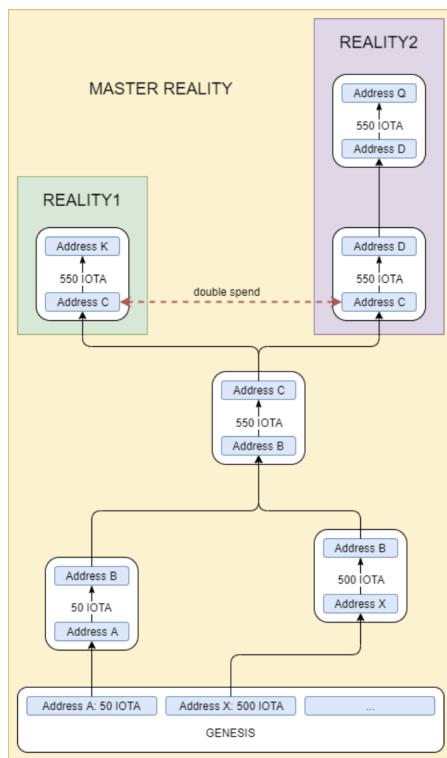 REALITY2
MASTER REALITY
Address Q
550 IOTA
Address D
REALITY1
Address K
550 IOTA
Address C
double spend
Address D
550 IOTA
Address C
Address C
550 IOTA
Address B
Address B
50 IOTA
Address A
Address B
500 IOTA
Address X
Address A: 50 IOTA
Address X: 500 IOTA
...
GENESIS